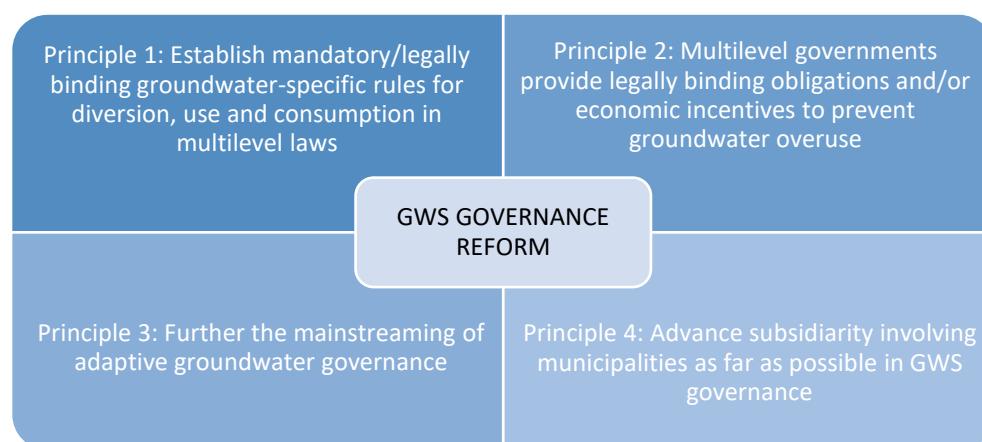 Principle 1: Establish mandatory/legally
binding groundwater-specific rules for
diversion, use and consumption in
multilevel laws
Principle 2: Multilevel governments
provide legally binding obligations and/or
economic incentives to prevent
groundwater overuse
GWS GOVERNANCE
REFORM
Principle 3: Further the mainstreaming of
adaptive groundwater governance
Principle 4: Advance subsidiarity involving
municipalities as far as possible in GWS
governance